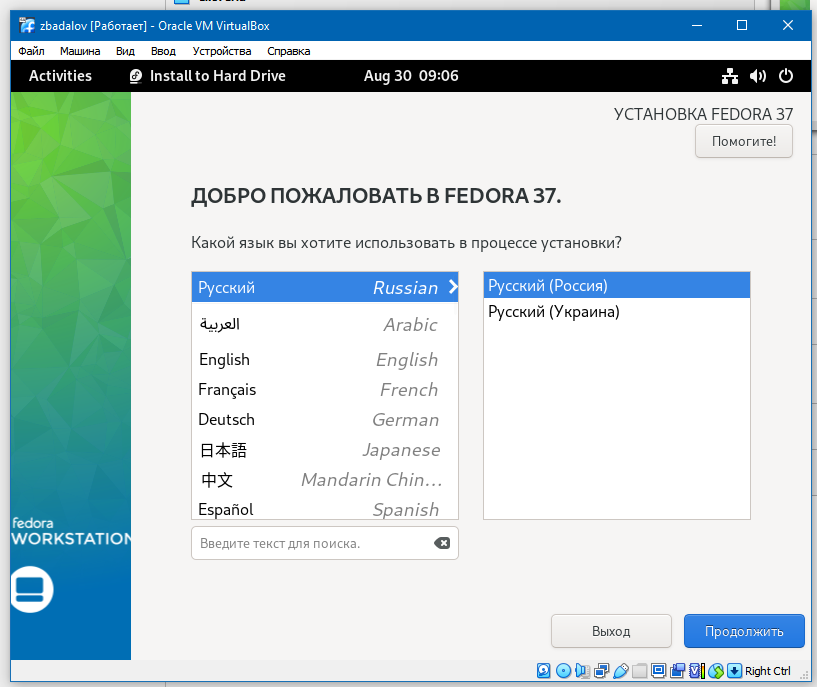 zbadalov [Работает] - Oracle VM VirtualBox
Файл Машина Вид Ввод Устройства Справка
Activities Install to Hard Drive Aug 30 09:06
УСТАНОВКА FEDORA 37
Помогите!
ДОБРО ПОЖАЛОВАТЬ В FEDORA 37.
Какой язык вы хотите использовать в процессе установки?
Русский Russian
العربية Arabic
English English
Français French
Deutsch German
日本語 Japanese
中文 Mandarin Chin...
Español Spanish
Русский (Россия)
Русский (Украина)
Введите текст для поиска.
fedora
WORKSTATION
Выход Продолжить
Right Ctrl